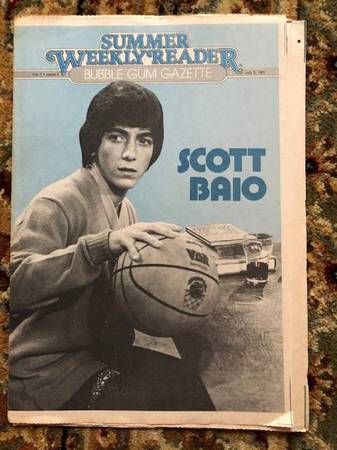 SUMMER
WEEKLY READER
BUBBLE GUM GAZETTE
SCOTT
BAIO